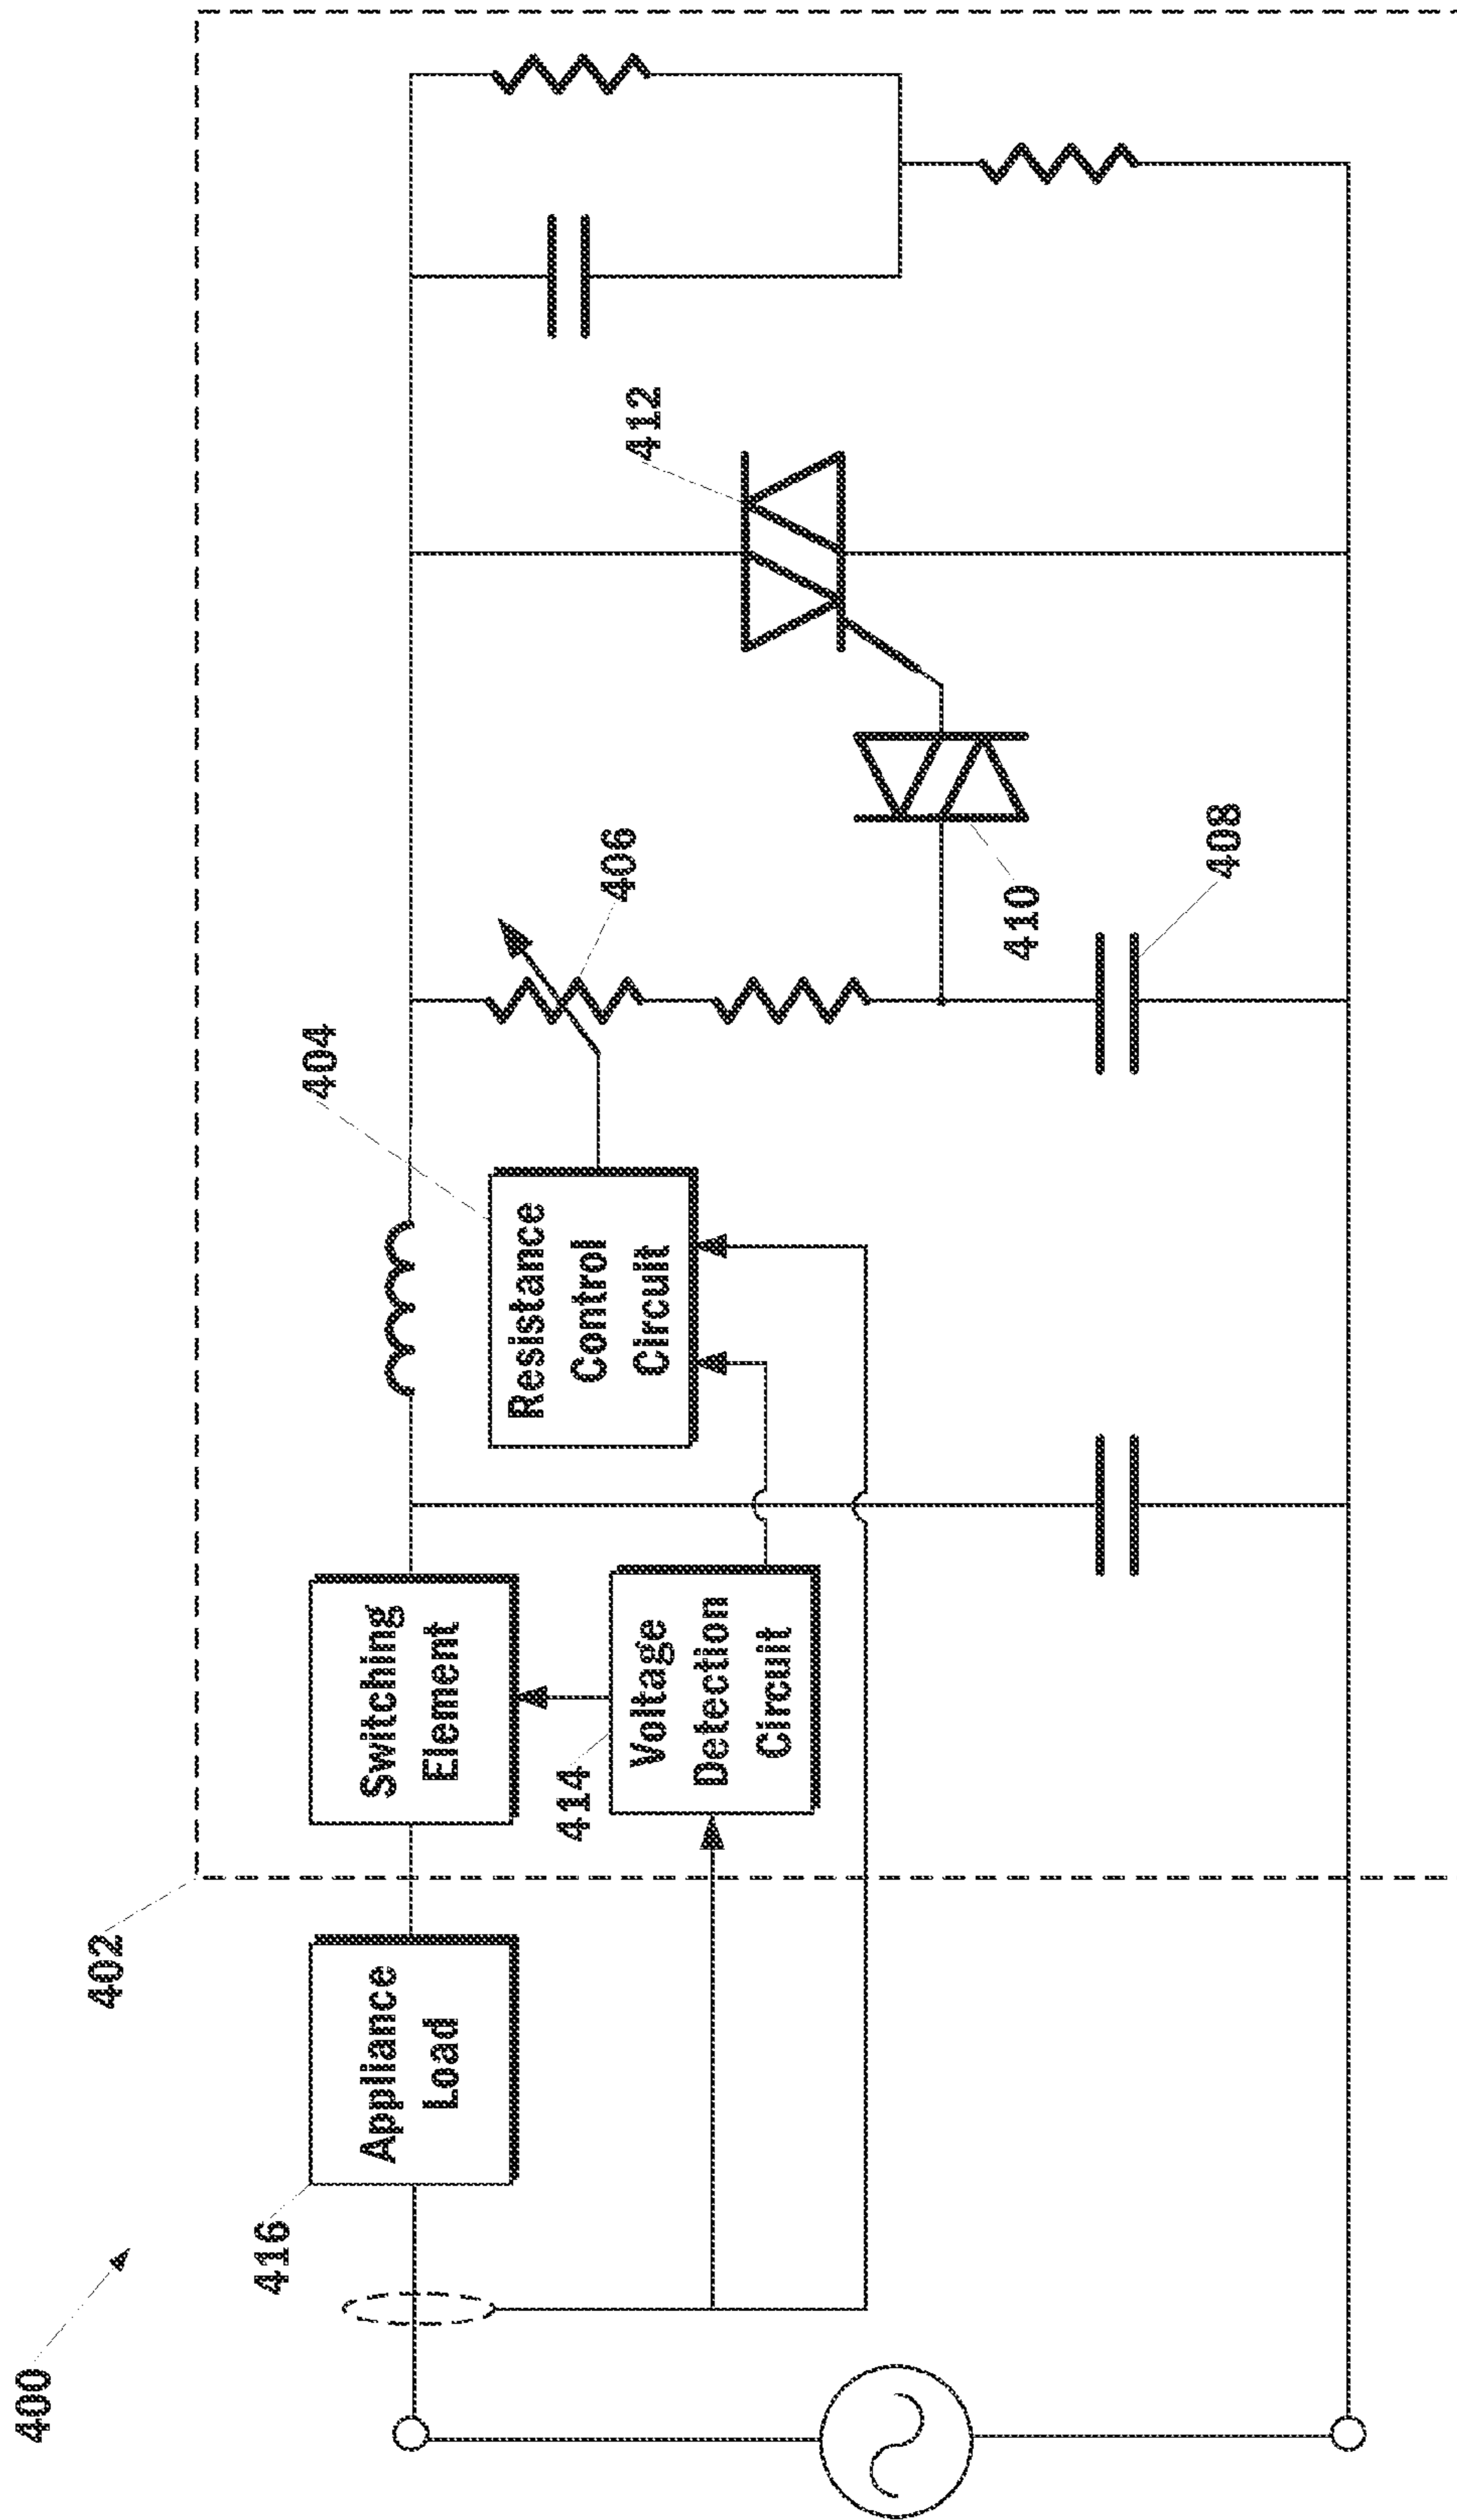 400
402
416
Appliance
Load
Switching
Element
414
Voltage
Detection
Circuit
404
Resistance
Control
Circuit
406
408
410
412